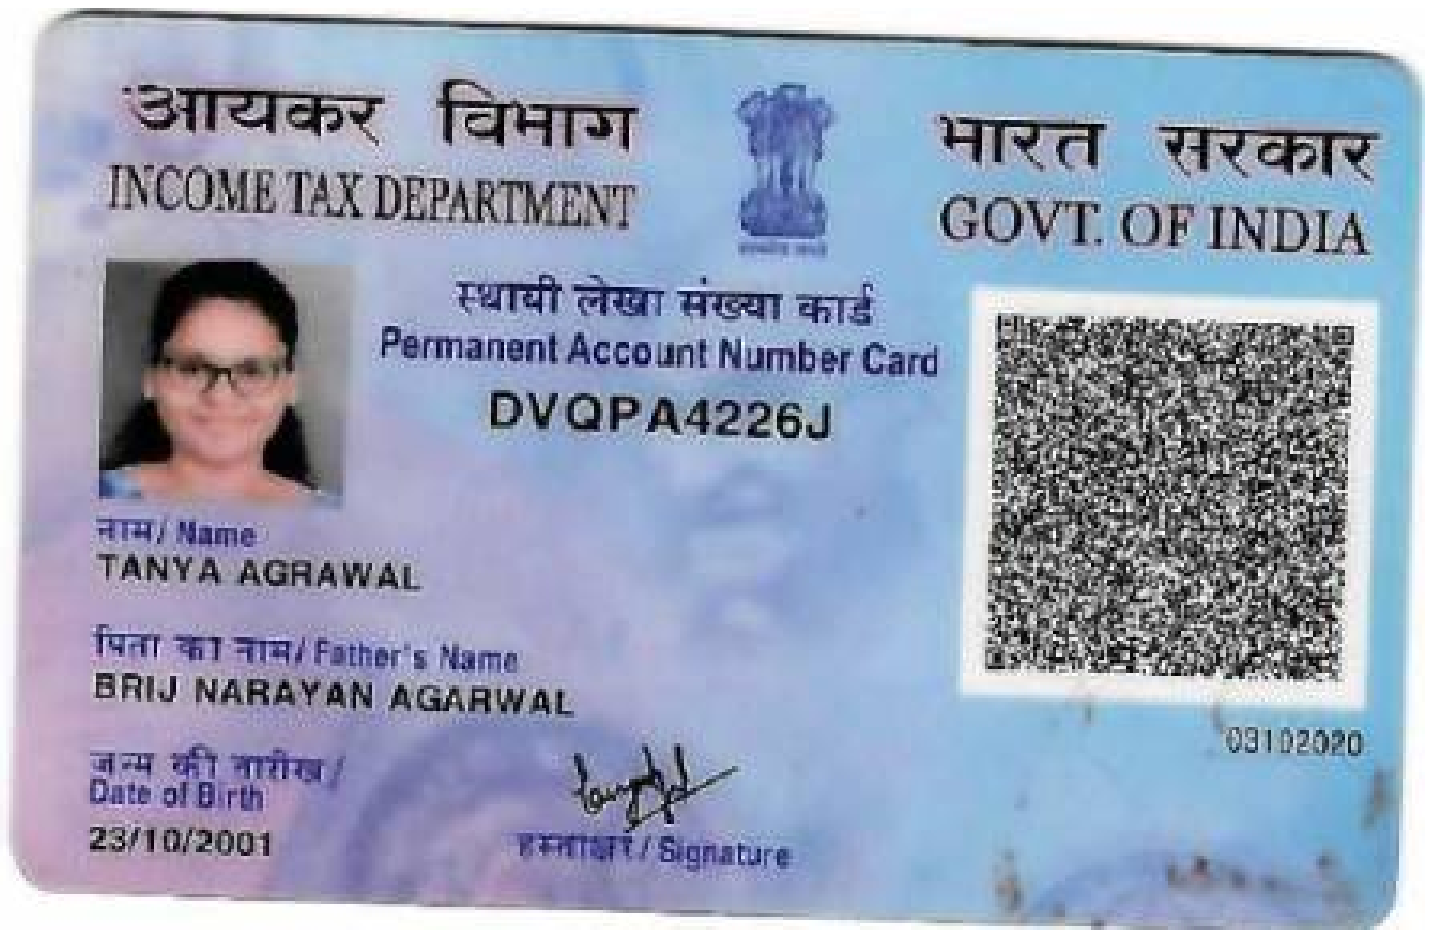 आयकर विभाग
INCOME TAX DEPARTMENT
भारत सरकार
GOVT. OF INDIA
स्थायी लेखा संख्या कार्ड
Permanent Account Number Card
DVQPA4226J
नाम / Name
TANYA AGRAWAL
पिता का नाम / Father's Name
BRIJ NARAYAN AGARWAL
जन्म की तारीख /
Date of Birth
23/10/2001
हस्ताक्षर / Signature
03102020